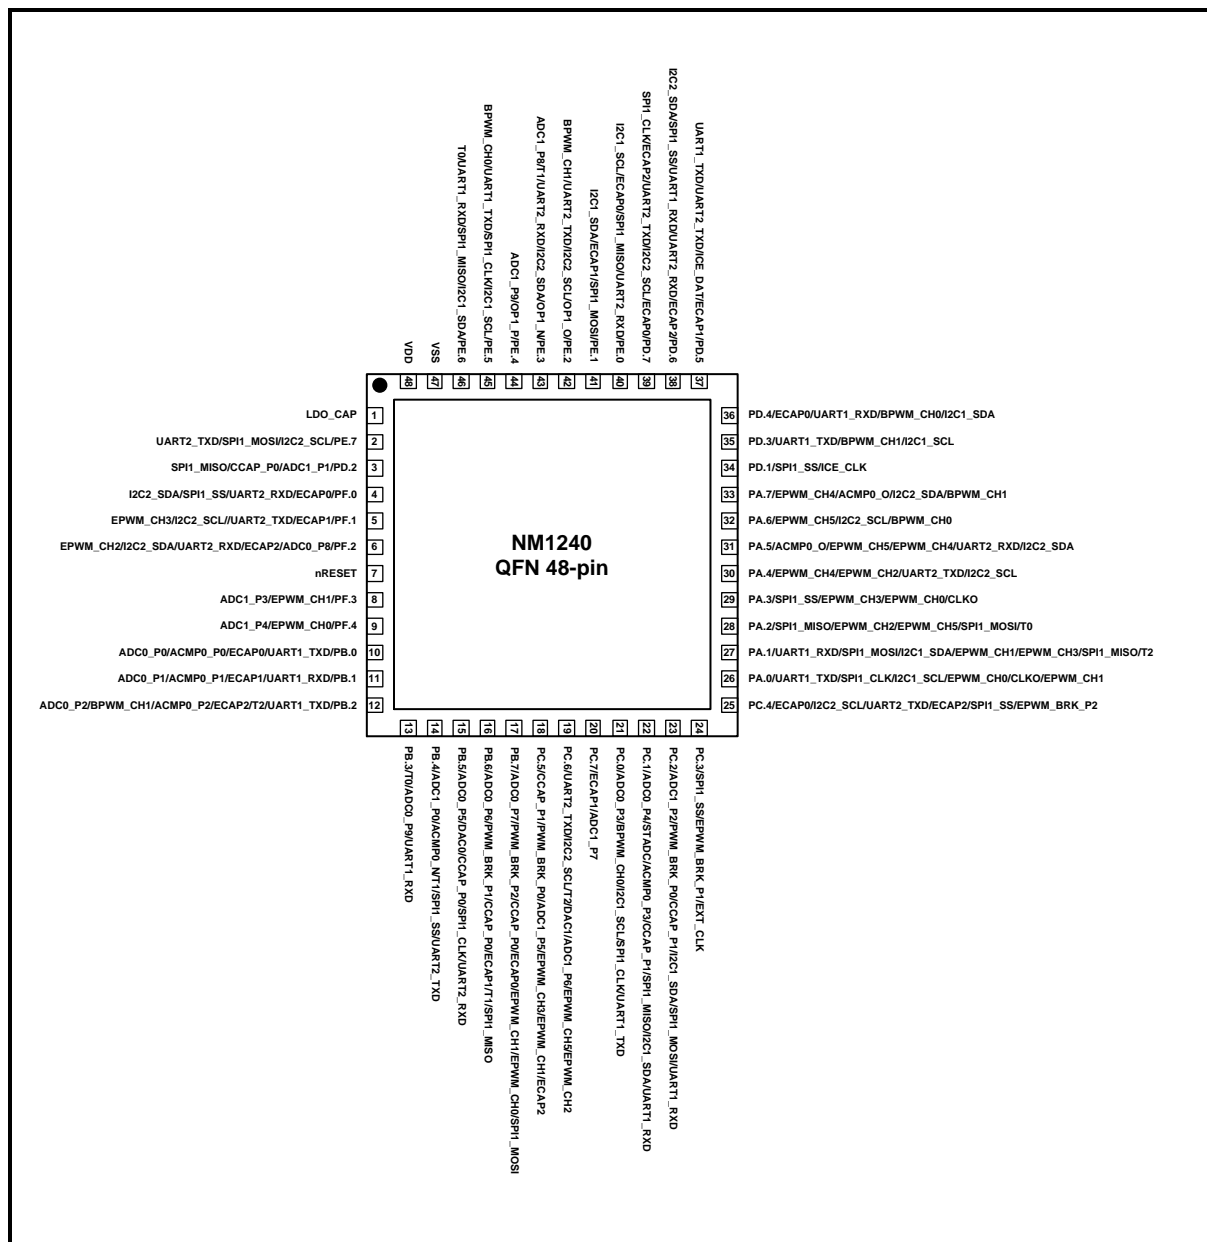 I2C2_SDA/SPI1_SS/UART1_RXD/UART2_RXD/ECAP2/PD.6
UART1_TXD/UART2_TXD/ICE_DAT/ECAP1/PD.5
SPI1_CLK/ECAP2/UART2_TXD/I2C2_SCL/ECAP0/PD.7
I2C1_SCL/ECAP0/SPI1_MISO/UART2_RXD/PE.0
I2C1_SDA/ECAP1/SPI1_MOSI/PE.1
BPWM_CH1/UART2_TXD/I2C2_SCL/OP1_O/PE.2
ADC1_P8/T1/UART2_RXD/I2C2_SDA/OP1_N/PE.3
ADC1_P9/OP1_P/PE.4
BPWM_CH0/UART1_TXD/SPI1_CLK/I2C1_SCL/PE.5
T0/UART1_RXD/SPI1_MISO/I2C1_SDA/PE.6
VSS
VDD
48 47 46 45 44 43 42 41 40 39 38 37
LDO_CAP 1
UART2_TXD/SPI1_MOSI/I2C2_SCL/PE.7 2
SPI1_MISO/CCAP_P0/ADC1_P1/PD.2 3
I2C2_SDA/SPI1_SS/UART2_RXD/ECAP0/PF.0 4
EPWM_CH3/I2C2_SCL//UART2_TXD/ECAP1/PF.1 5
EPWM_CH2/I2C2_SDA/UART2_RXD/ECAP2/ADC0_P8/PF.2 6
nRESET 7
ADC1_P3/EPWM_CH1/PF.3 8
ADC1_P4/EPWM_CH0/PF.4 9
ADC0_P0/ACMP0_P0/ECAP0/UART1_TXD/PB.0 10
ADC0_P1/ACMP0_P1/ECAP1/UART1_RXD/PB.1 11
ADC0_P2/BPWM_CH1/ACMP0_P2/ECAP2/T2/UART1_TXD/PB.2 12
NM1240
QFN 48-pin
36 PD.4/ECAP0/UART1_RXD/BPWM_CH0/I2C1_SDA
35 PD.3/UART1_TXD/BPWM_CH1/I2C1_SCL
34 PD.1/SPI1_SS/ICE_CLK
33 PA.7/EPWM_CH4/ACMP0_O/I2C2_SDA/BPWM_CH1
32 PA.6/EPWM_CH5/I2C2_SCL/BPWM_CH0
31 PA.5/ACMP0_O/EPWM_CH5/EPWM_CH4/UART2_RXD/I2C2_SDA
30 PA.4/EPWM_CH4/EPWM_CH2/UART2_TXD/I2C2_SCL
29 PA.3/SPI1_SS/EPWM_CH3/EPWM_CH0/CLKO
28 PA.2/SPI1_MISO/EPWM_CH2/EPWM_CH5/SPI1_MOSI/T0
27 PA.1/UART1_RXD/SPI1_MOSI/I2C1_SDA/EPWM_CH1/EPWM_CH3/SPI1_MISO/T2
26 PA.0/UART1_TXD/SPI1_CLK/I2C1_SCL/EPWM_CH0/CLKO/EPWM_CH1
25 PC.4/ECAP0/I2C2_SCL/UART2_TXD/ECAP2/SPI1_SS/EPWM_BRK_P2
13 14 15 16 17 18 19 20 21 22 23 24
PB.3/T0/ADC0_P9/UART1_RXD
PB.4/ADC1_P0/ACMP0_N/T1/SPI1_SS/UART2_TXD
PB.5/ADC0_P5/DAC0/CCAP_P0/SPI1_CLK/UART2_RXD
PB.6/ADC0_P6/PWM_BRK_P1/CCAP_P0/ECAP1/T1/SPI1_MISO
PB.7/ADC0_P7/PWM_BRK_P2/CCAP_P0/ECAP0/EPWM_CH1/EPWM_CH0/SPI1_MOSI
PC.5/CCAP_P1/PWM_BRK_P0/ADC1_P5/EPWM_CH3/EPWM_CH1/ECAP2
PC.6/UART2_TXD/I2C2_SCL/T2/DAC1/ADC1_P6/EPWM_CH5/EPWM_CH2
PC.7/ECAP1/ADC1_P7
PC.0/ADC0_P3/BPWM_CH0/I2C1_SCL/SPI1_CLK/UART1_TXD
PC.1/ADC0_P4/STADC/ACMP0_P3/CCAP_P1/SPI1_MISO/I2C1_SDA/UART1_RXD
PC.2/ADC1_P2/PWM_BRK_P0/CCAP_P1/I2C1_SDA/SPI1_MOSI/UART1_RXD
PC.3/SPI1_SS/EPWM_BRK_P1/EXT_CLK